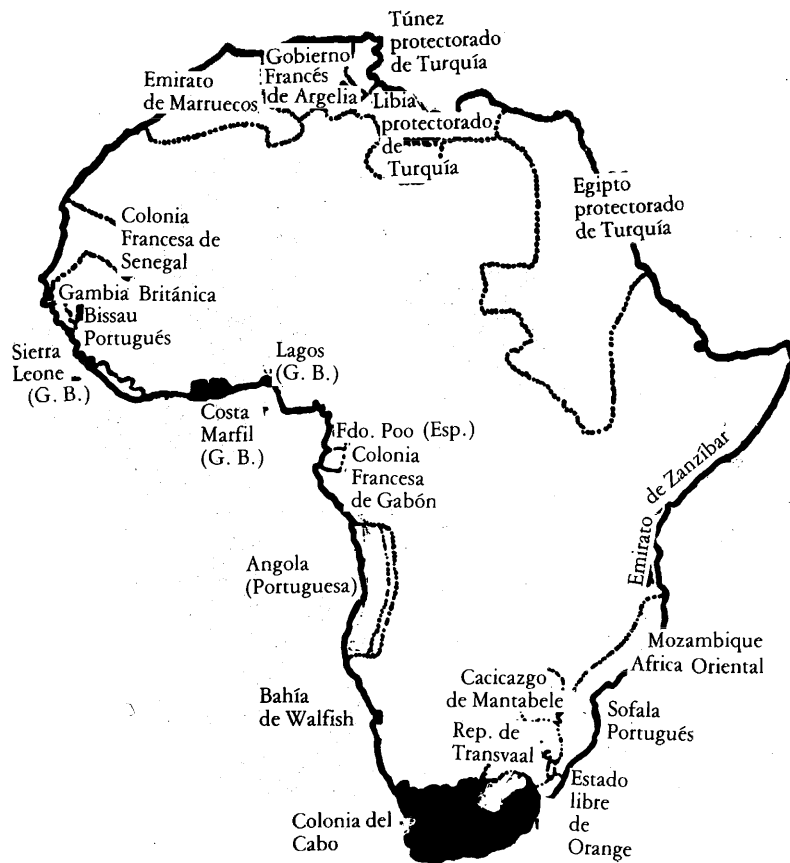 Túnez
protectorado
de Turquía
Gobierno
Francés
de Argelia
Emirato
de Marruecos
Libia
protectorado
de
Turquía
Egipto
protectorado
de Turquía
Colonia
Francesa de
Senegal
Gambia Británica
Bissau
Portugués
Sierra
Leone
(G. B.)
Lagos
(G. B.)
Costa
Marfil
(G. B.)
Fdo. Poo (Esp.)
Colonia
Francesa
de Gabón
Emirato de Zanzíbar
Angola
(Portuguesa)
Mozambique
Africa Oriental
Cacicazgo
de Mantabele
Bahía
de Walfish
Sofala
Portugués
Rep. de
Transvaal
Estado
libre
de
Orange
Colonia del
Cabo